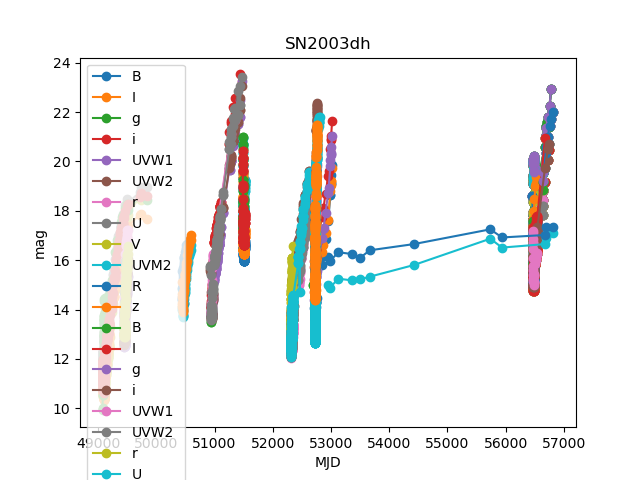 SN2003dh
24
22
20
18
16
14
12
10
mag
49000 50000 51000 52000 53000 54000 55000 56000 57000
MJD
B
I
g
i
UVW1
UVW2
r
U
V
UVM2
R
z
B
I
g
i
UVW1
UVW2
r
U